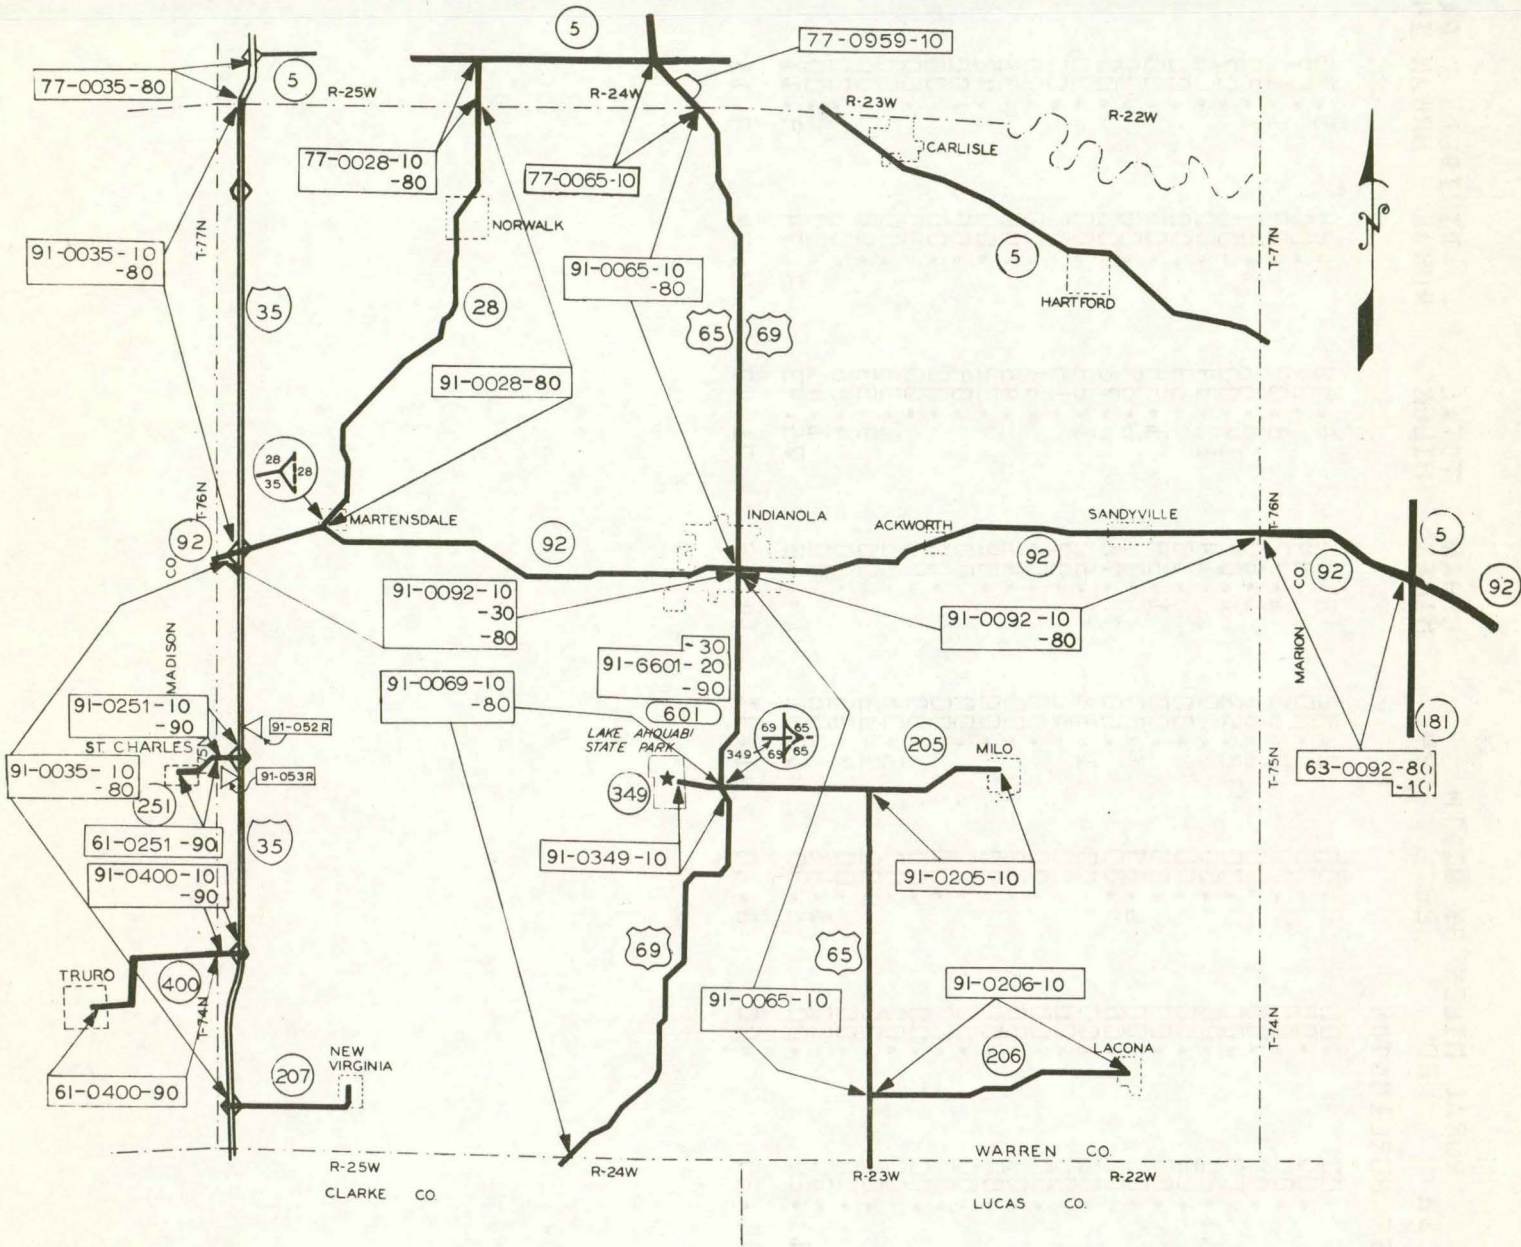 5
77-0959-10
77-0035-80
5
R-25W
R-24W
R-23W
R-22W
CARLISLE
77-0028-10
-80
77-0065-10
NORWALK
T-77N
T-77N
N
91-0035-10
-80
91-0065-10
-80
5
HARTFORD
35
28
65
69
91-0028-80
28
28
35
T-76N
MARTENSDALE
INDIANOLA
ACKWORTH
SANDYVILLE
T-76N
92
92
92
92
5
92
CO.
CO.
91-0092-10
-30
-80
91-0092-10
-80
MADISON
MARION
-30
91-6601-20
-90
91-0069-10
-80
91-0251-10
-90
91-052R
601
LAKE AHQUABI
STATE PARK
69
65
349
69
65
205
MILO
181
ST. CHARLES
T-75N
91-0035-10
-80
91-053R
349
63-0092-80
-10
251
61-0251-90
35
91-0349-10
91-0205-10
91-0400-10
-90
69
65
TRURO
400
T-74N
91-0065-10
91-0206-10
T-74N
61-0400-90
207
NEW
VIRGINIA
206
LACONA
WARREN CO.
R-25W
R-24W
R-23W
R-22W
CLARKE CO.
LUCAS CO.